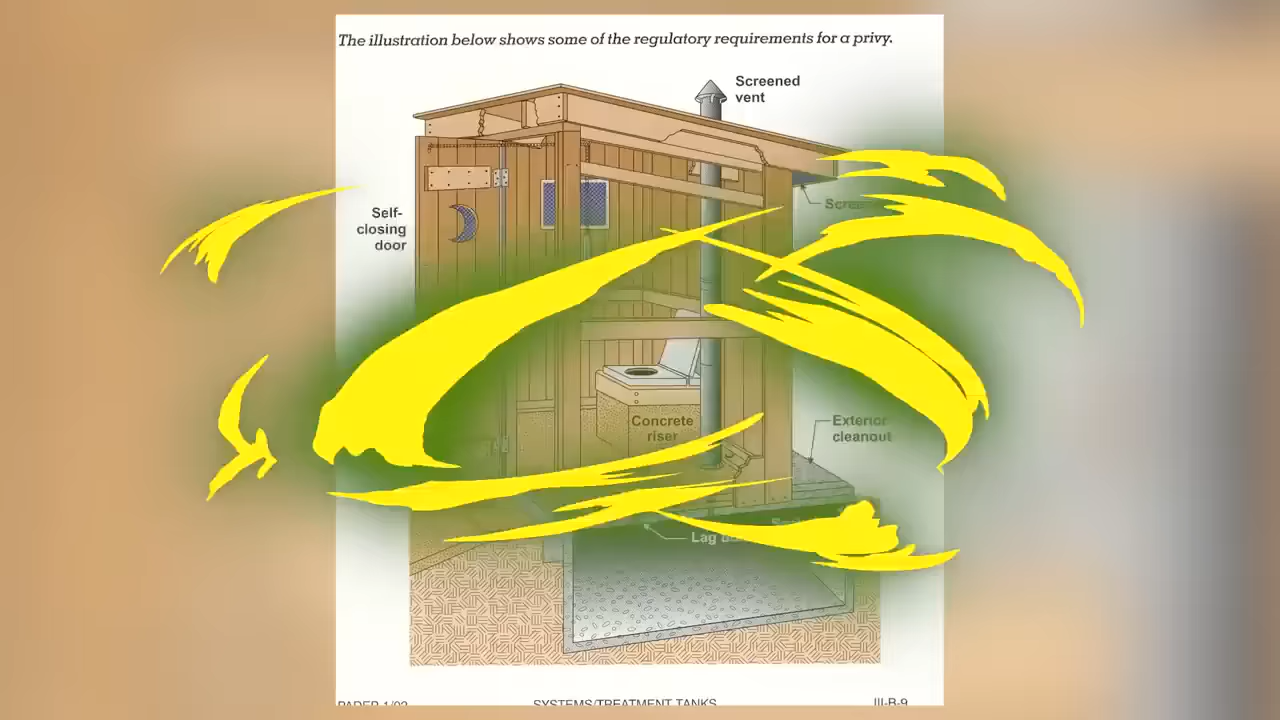 The illustration below shows some of the regulatory requirements for a privy.
Screened
vent
Self-
closing
door
Concrete
riser
Exterior
cleanout
Lag
SYSTEMS/TREATMENT TANKS
III-B-9